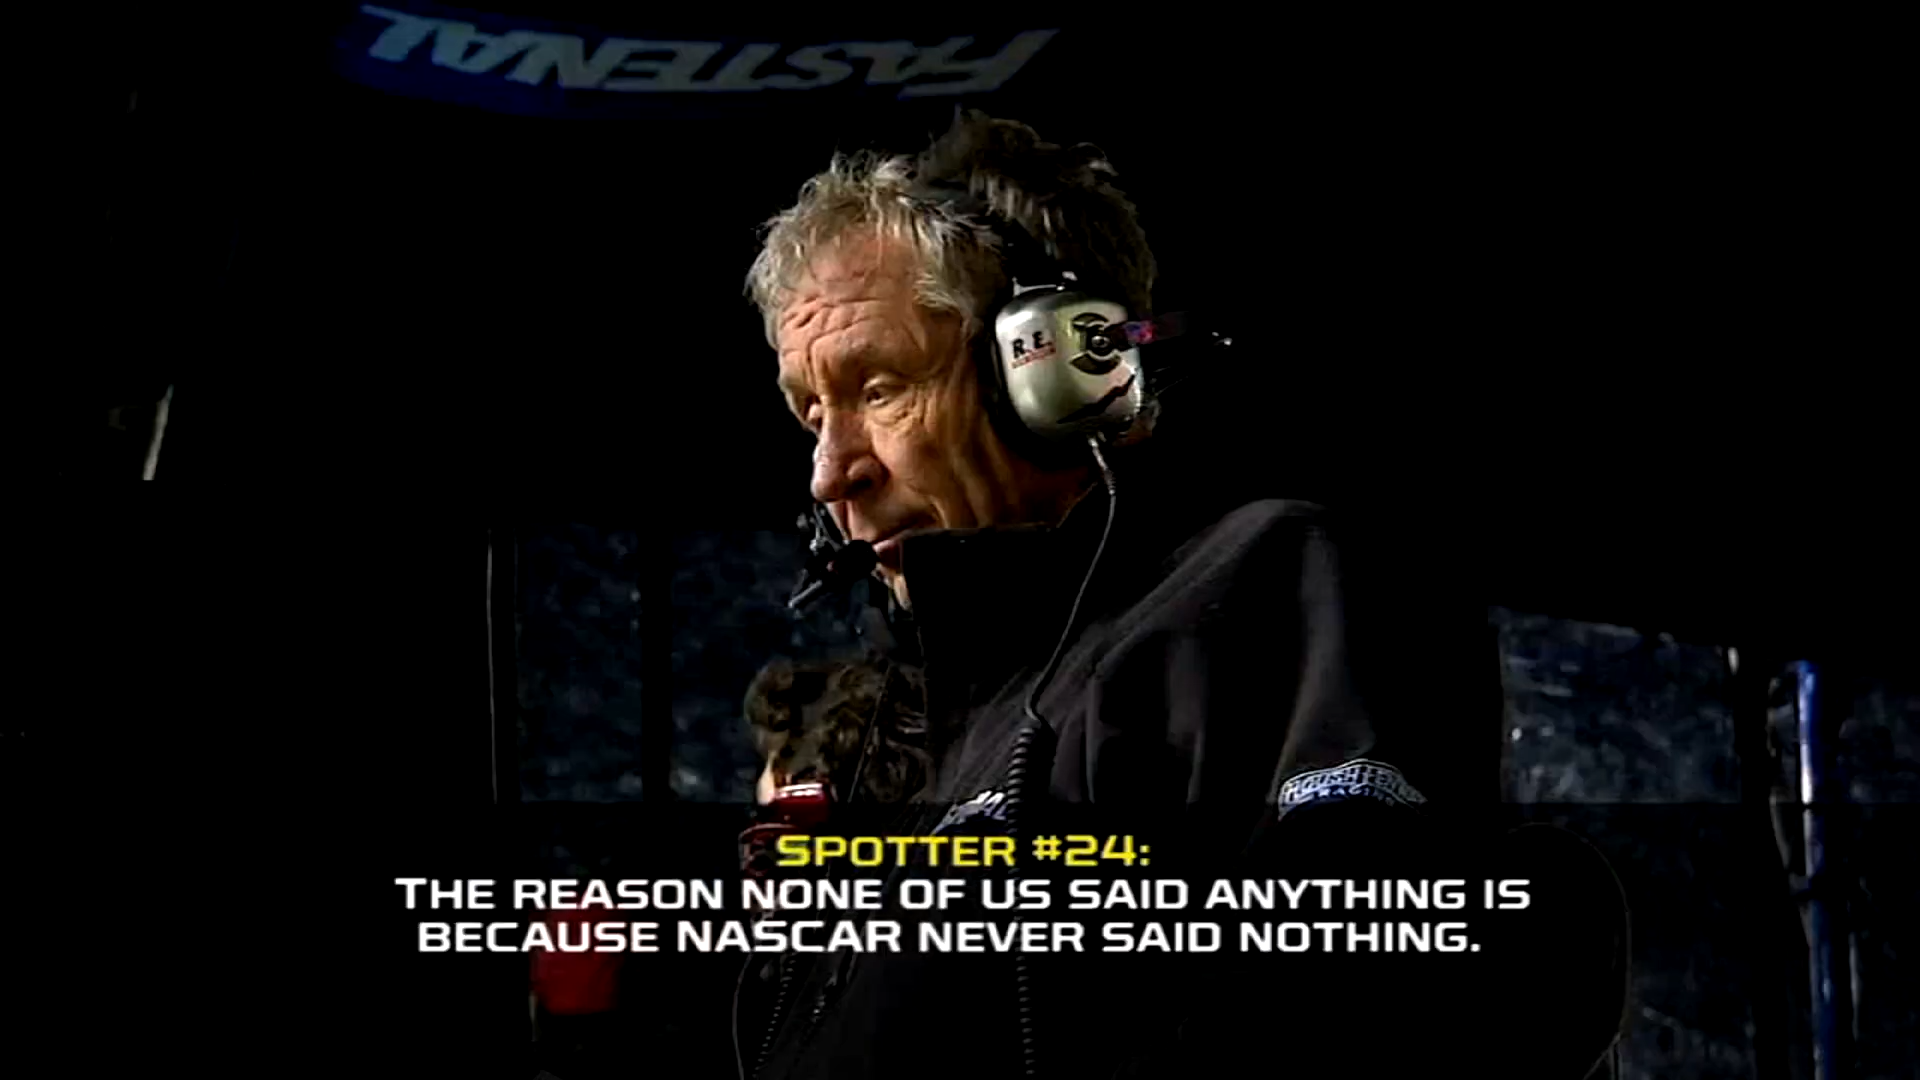 FASTENAL
R.E.
SPOTTER #24:
THE REASON NONE OF US SAID ANYTHING IS
BECAUSE NASCAR NEVER SAID NOTHING.